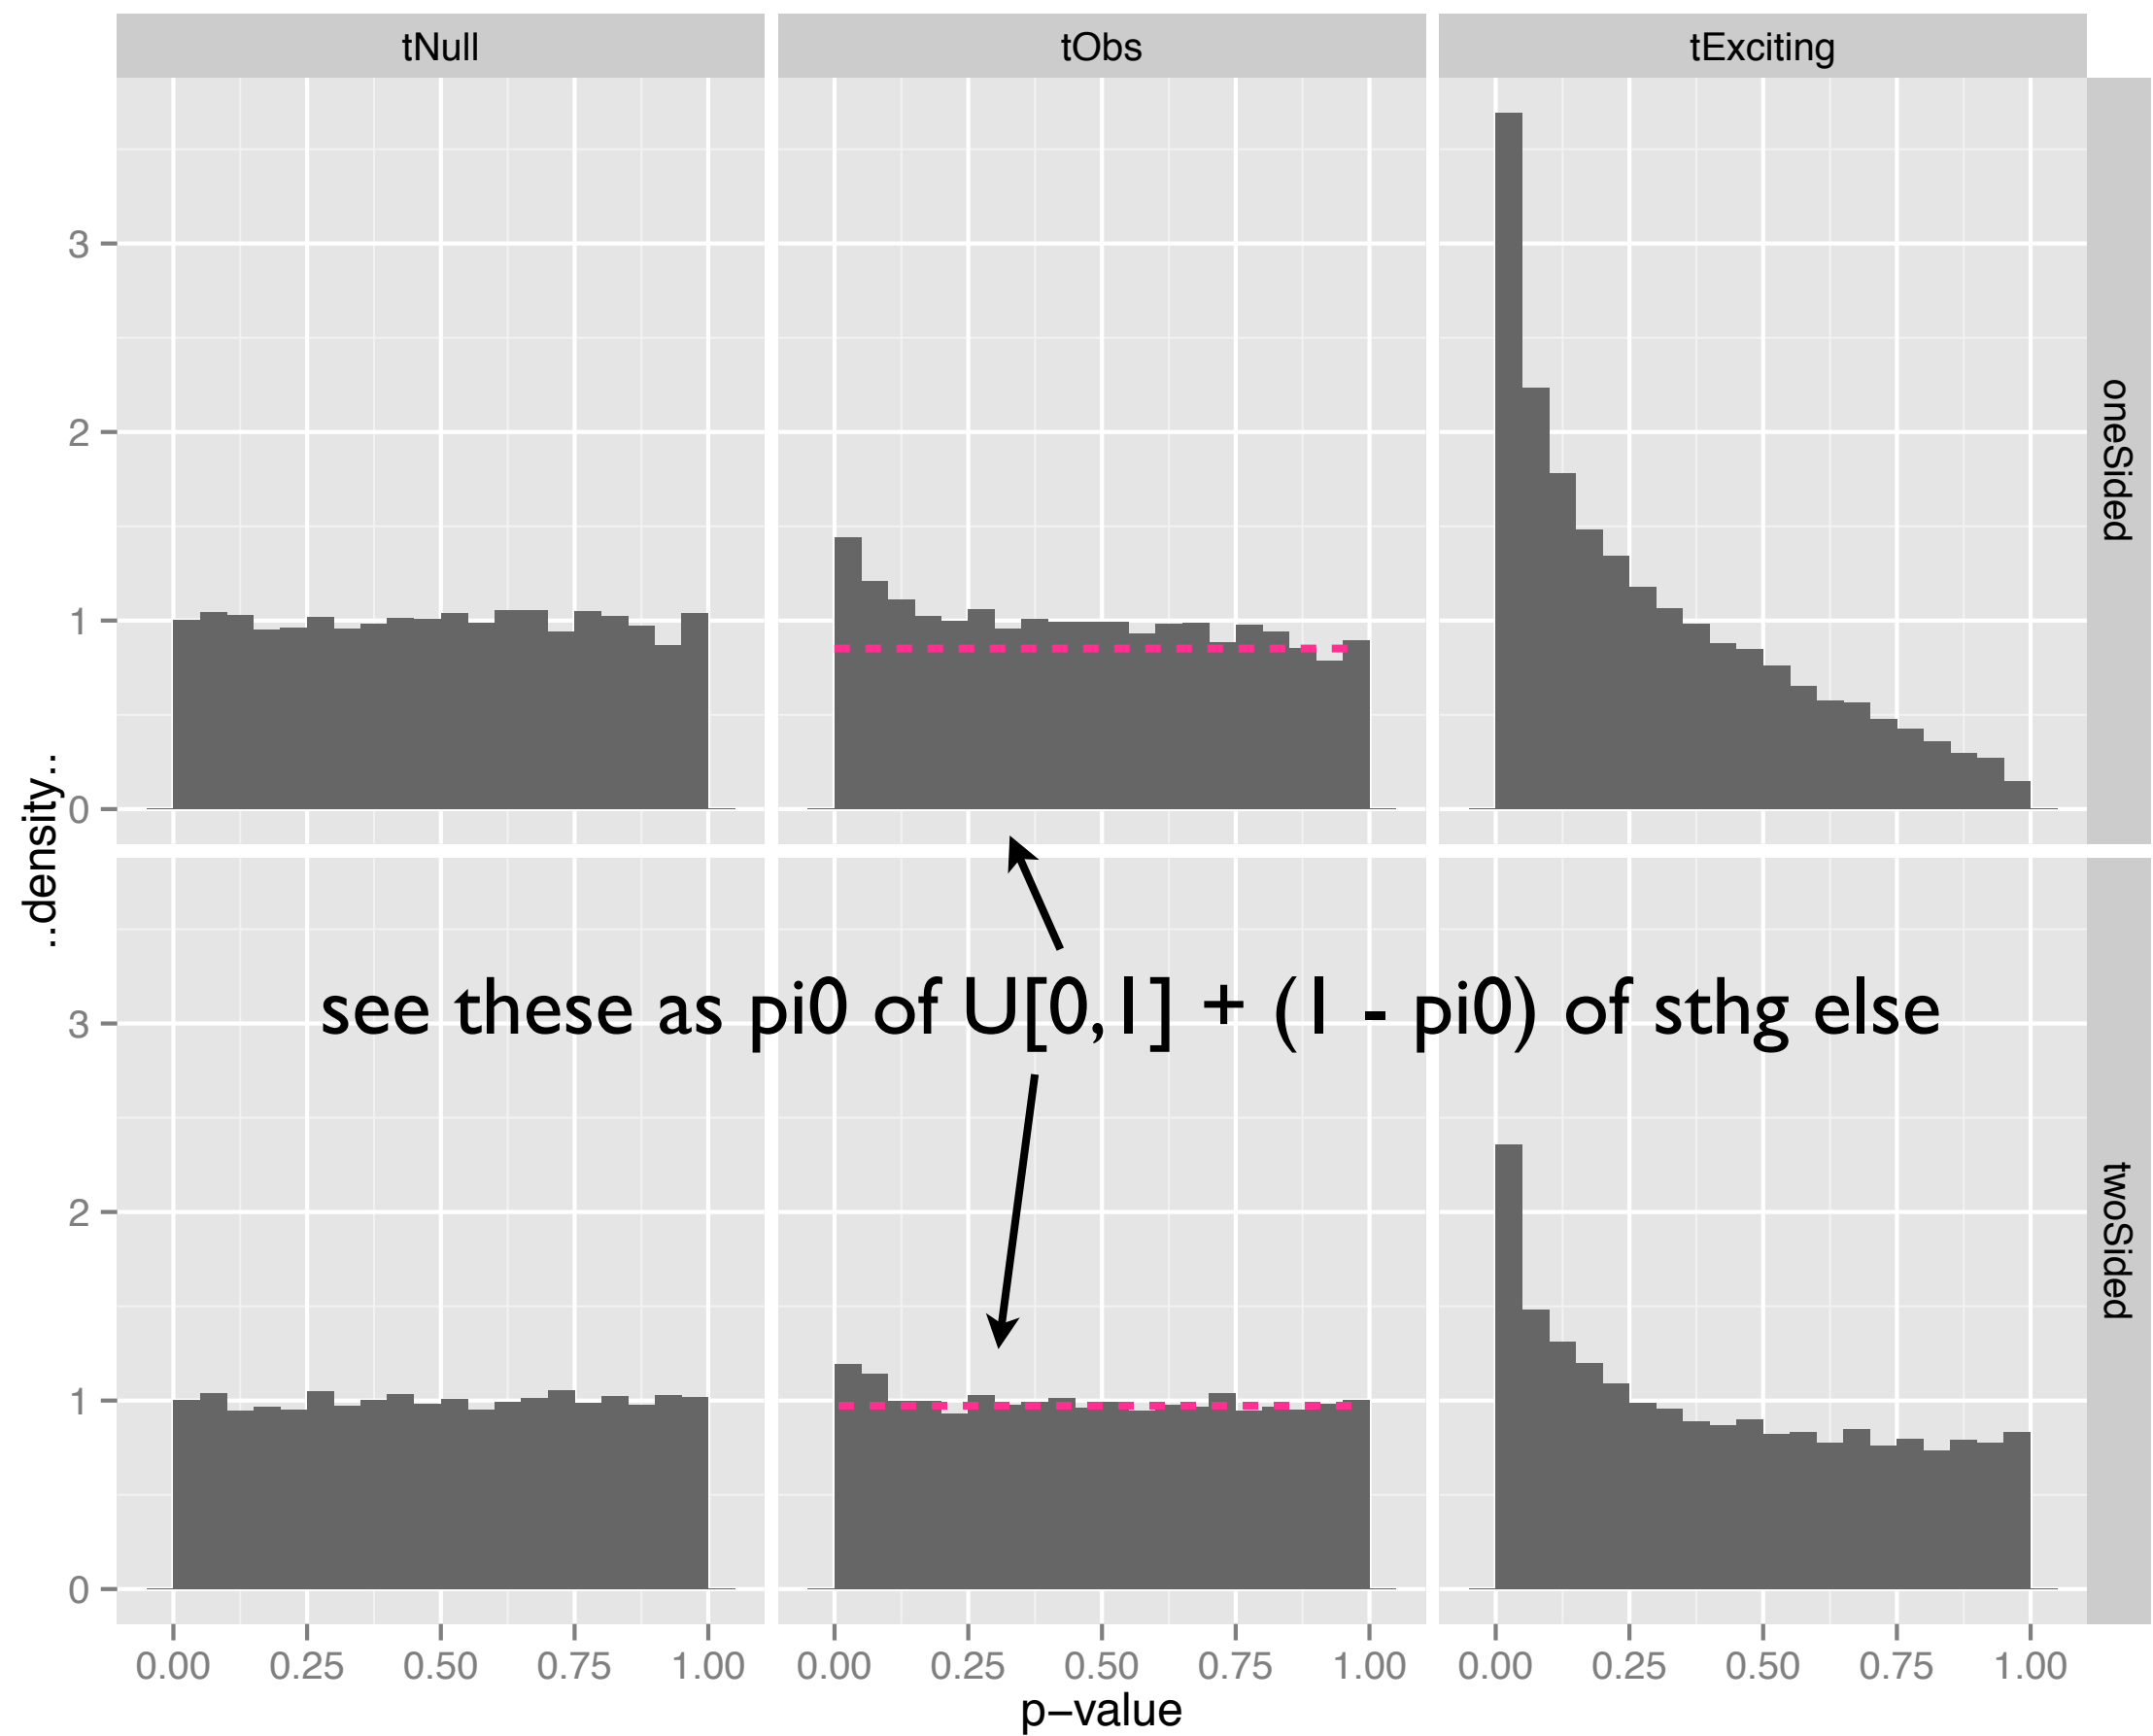 tNull tObs tExciting
3
2
1
0
oneSided
..density..
see these as pi0 of U[0,1] + (1 - pi0) of sthg else
3
2
1
0
twoSided
0.00 0.25 0.50 0.75 1.00 0.00 0.25 0.50 0.75 1.00 0.00 0.25 0.50 0.75 1.00
p−value